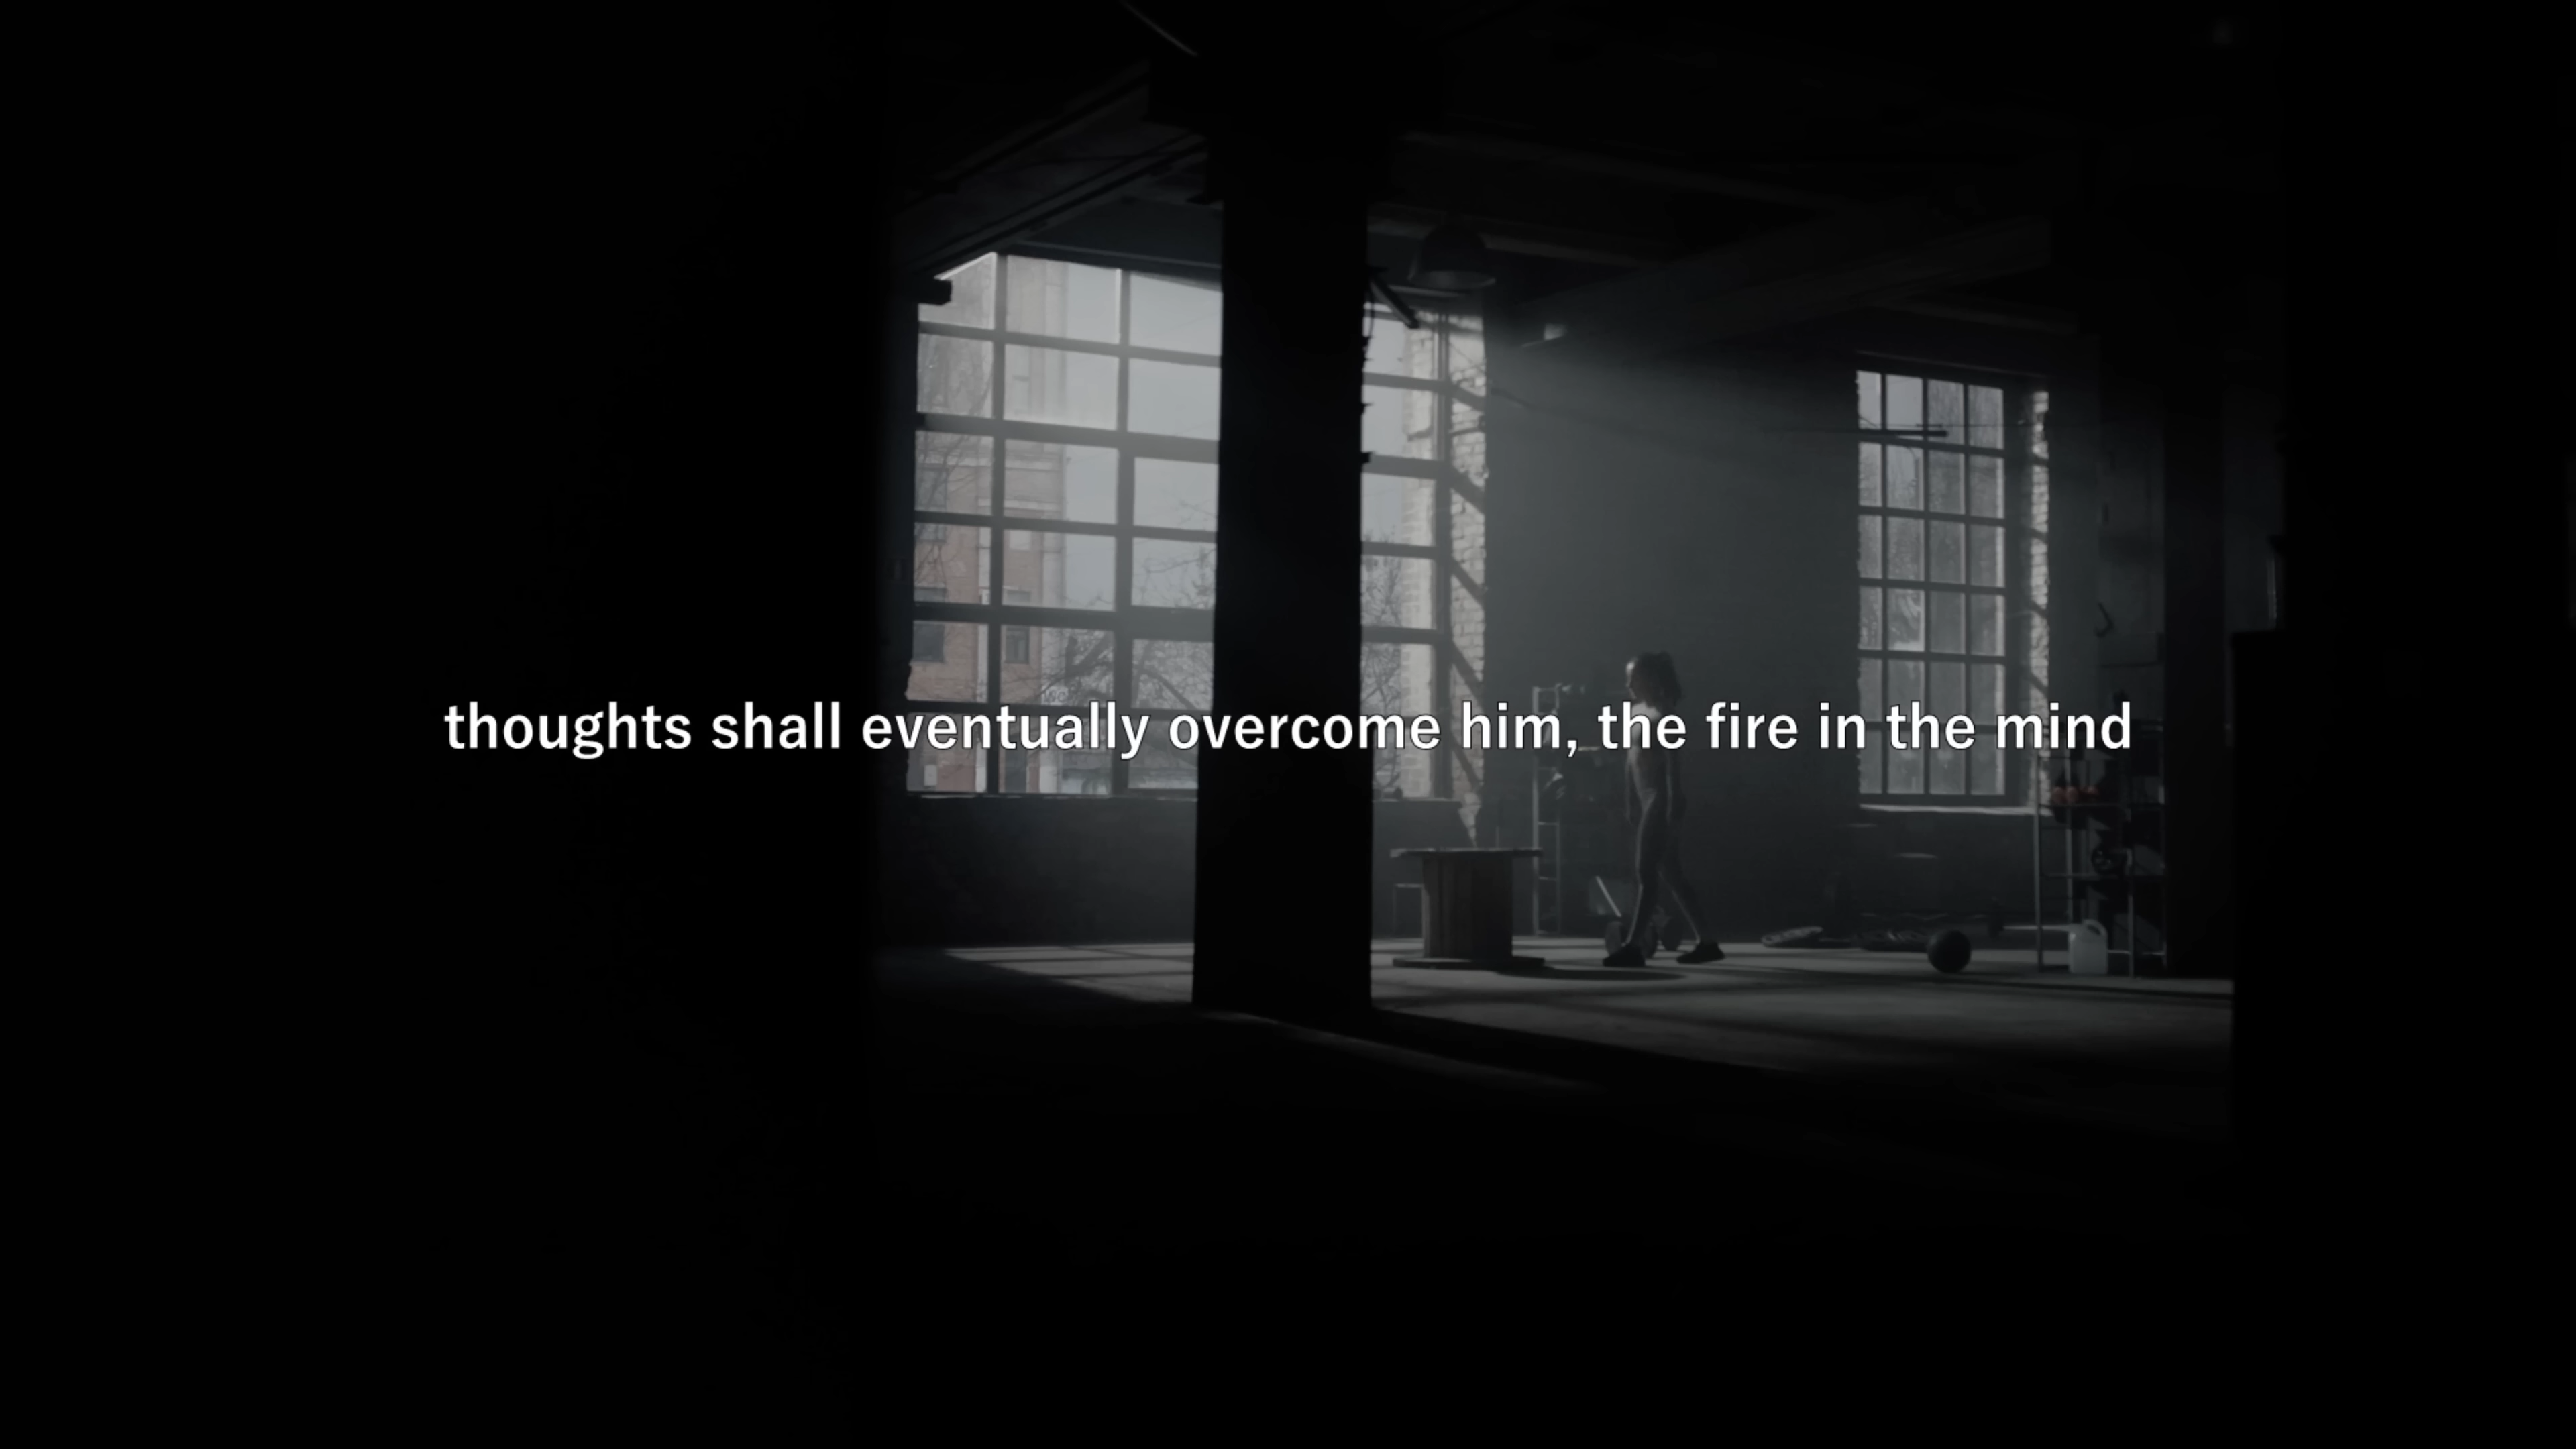 thoughts shall eventually overcome him, the fire in the mind